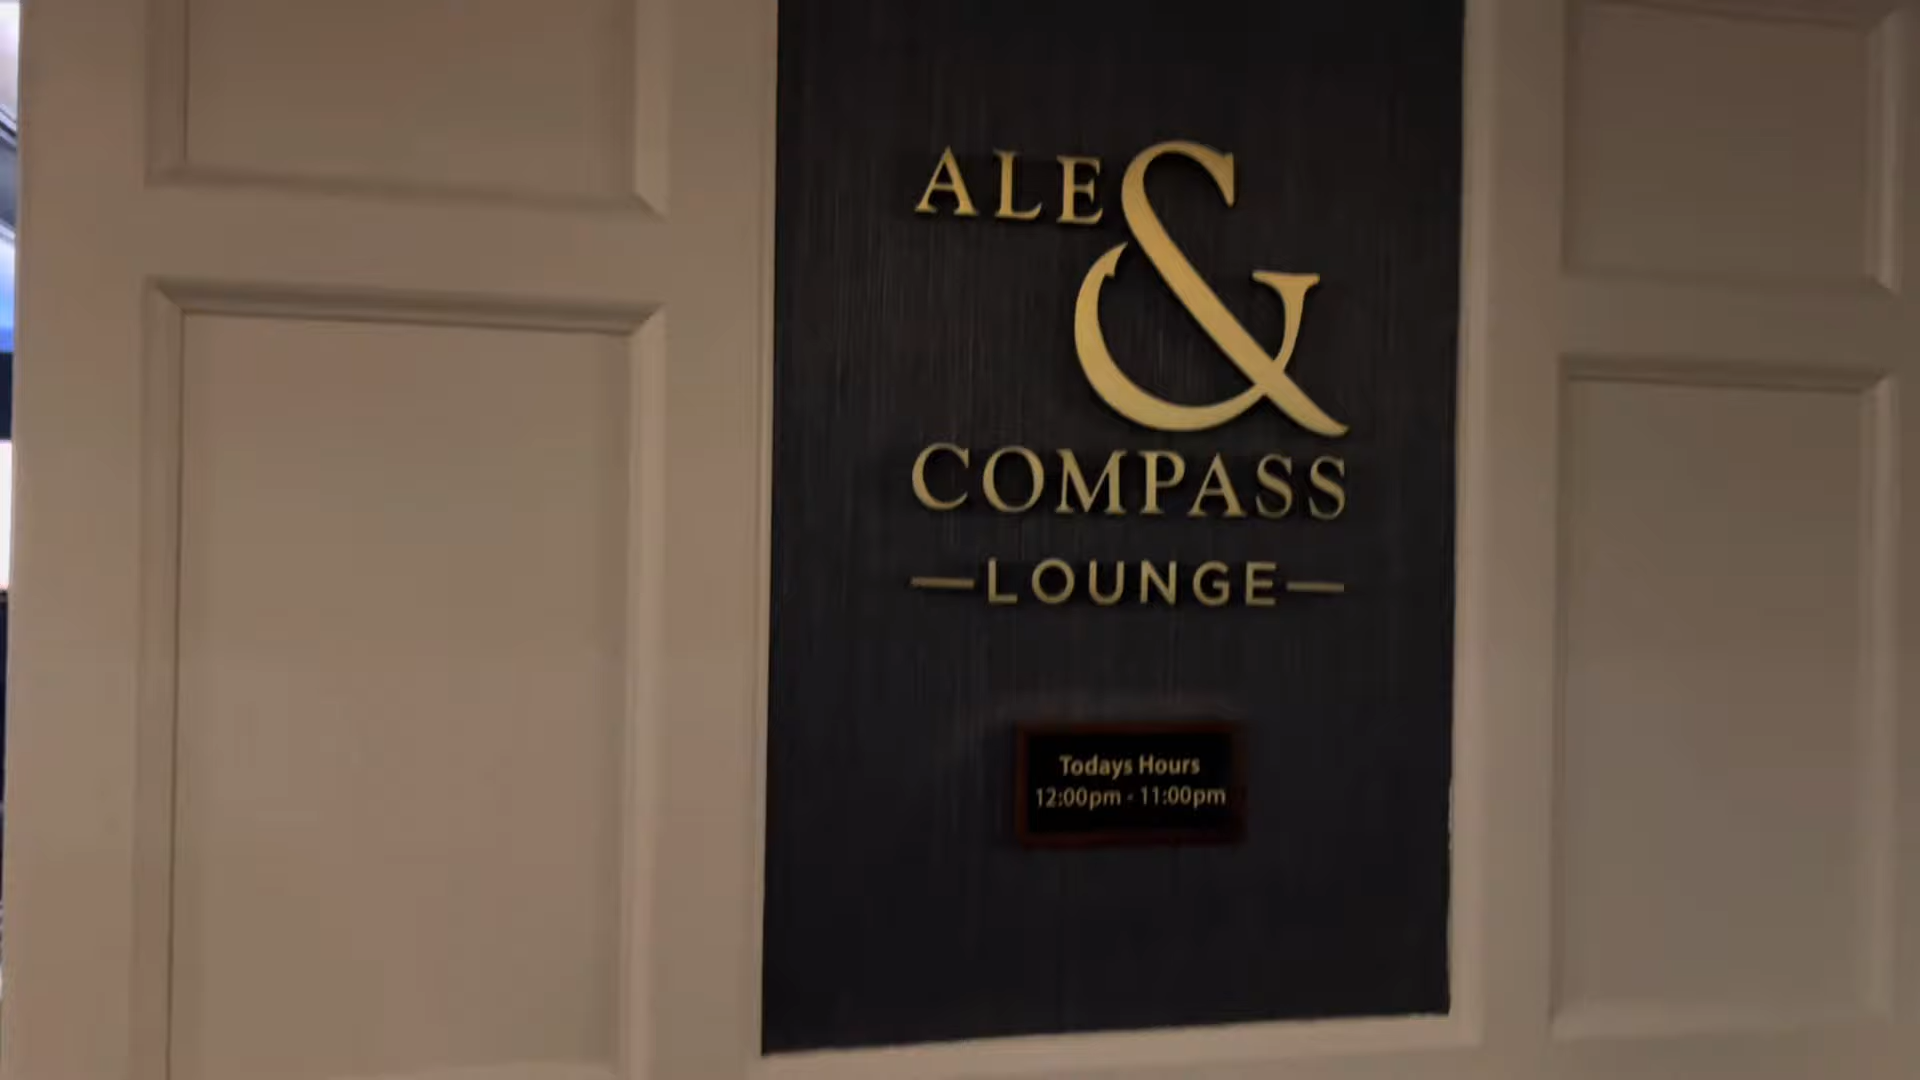 ALE &
COMPASS
—LOUNGE—
Todays Hours
12:00pm - 11:00pm